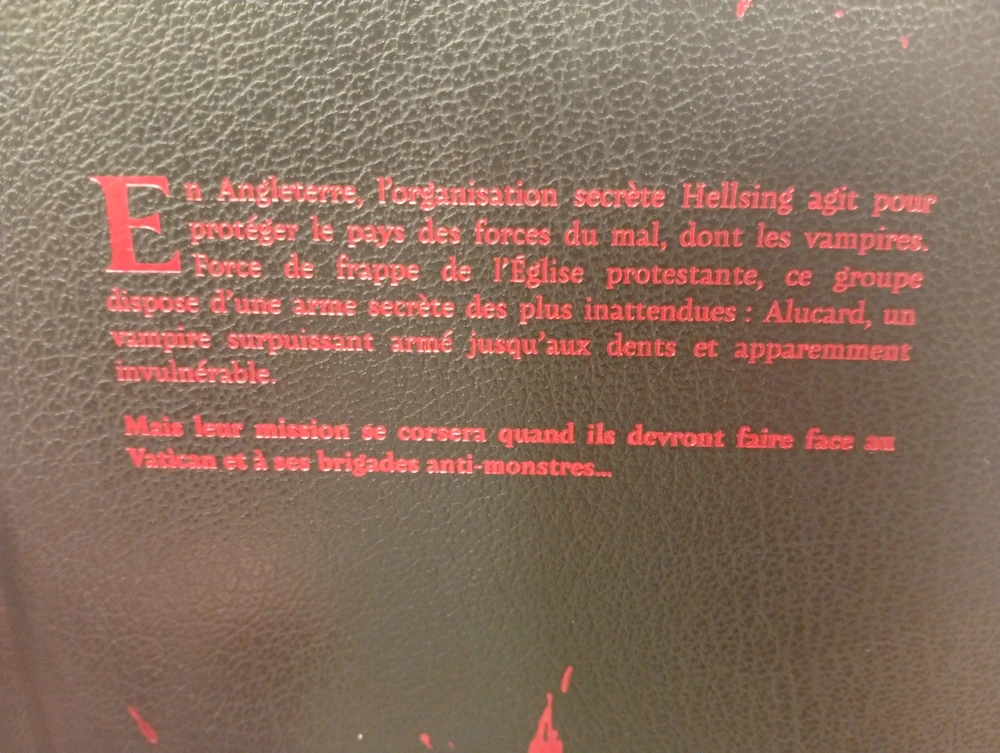 En Angleterre, l'organisation secrète Hellsing agit pour
protéger le pays des forces du mal, dont les vampires.
Force de frappe de l'Église protestante, ce groupe
dispose d'une arme secrète des plus inattendues : Alucard, un
vampire surpuissant armé jusqu'aux dents et apparemment
invulnérable.
Mais leur mission se corsera quand ils devront faire face au
Vatican et à ses brigades anti-monstres...